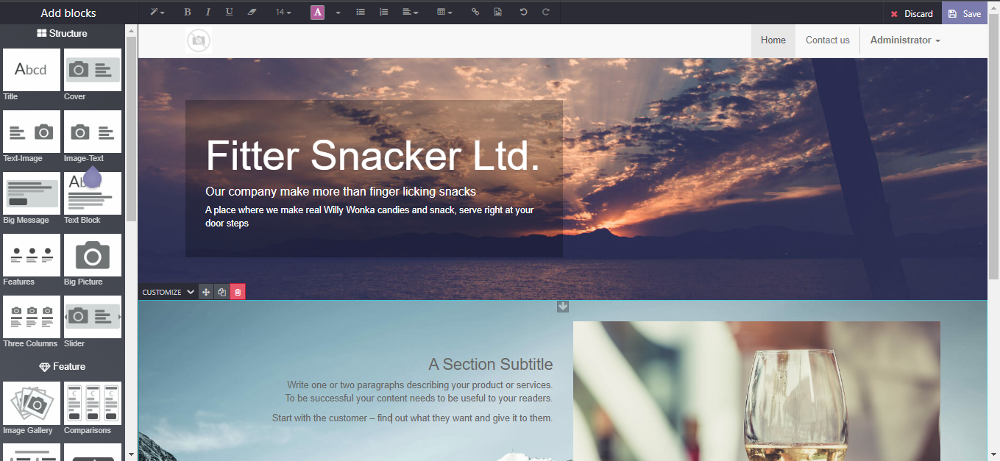 Add blocks
B I U 14 A
Discard Save
Structure
Abcd
Title
Cover
Text-Image
Image-Text
Big Message
Text Block
Features
Big Picture
Three Columns
Slider
Feature
Image Gallery
Comparisons
Home Contact us Administrator
Fitter Snacker Ltd.
Our company make more than finger licking snacks
A place where we make real Willy Wonka candies and snack, serve right at your
door steps
CUSTOMIZE
A Section Subtitle
Write one or two paragraphs describing your product or services.
To be successful your content needs to be useful to your readers.
Start with the customer – find out what they want and give it to them.